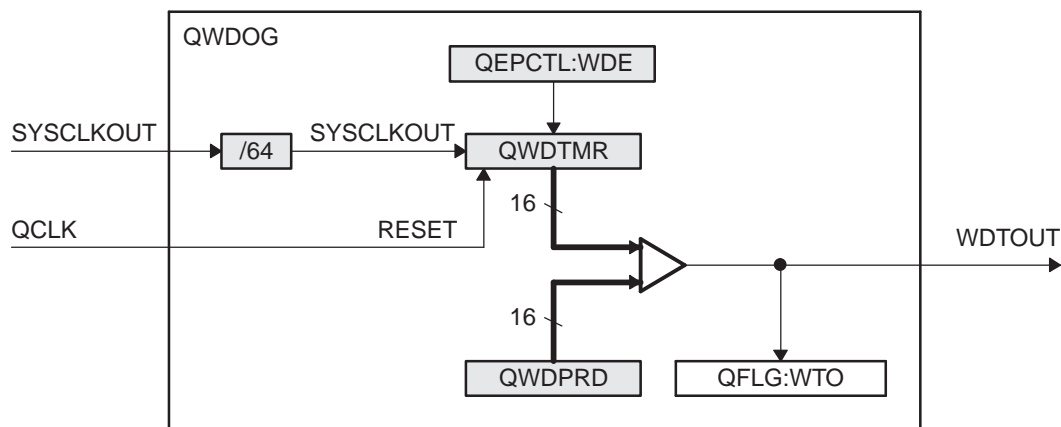 QWDOG
QEPCTL:WDE
SYSCLKOUT
/64
SYSCLKOUT
QWDTMR
16
QCLK
RESET
WDTOUT
16
QWDPRD
QFLG:WTO